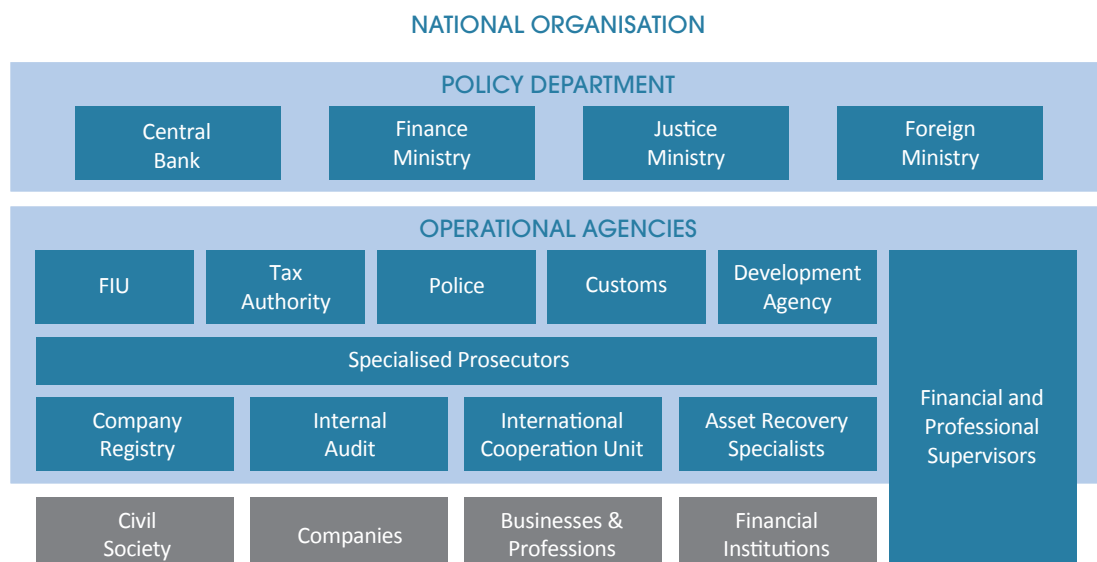 NATIONAL ORGANISATION
POLICY DEPARTMENT
Central
Bank
Finance
Ministry
Justice
Ministry
Foreign
Ministry
OPERATIONAL AGENCIES
FIU
Tax
Authority
Police
Customs
Development
Agency
Specialised Prosecutors
Company
Registry
Internal
Audit
International
Cooperation Unit
Asset Recovery
Specialists
Financial and
Professional
Supervisors
Civil
Society
Companies
Businesses &
Professions
Financial
Institutions